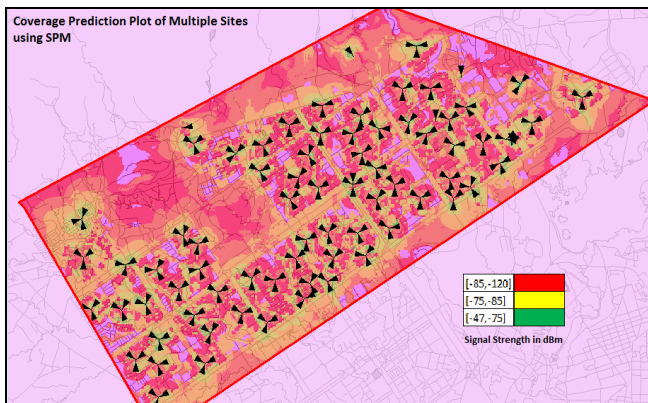 Coverage Prediction Plot of Multiple Sites
using SPM
[-85,-120]
[-75,-85]
[-47,-75]
Signal Strength in dBm